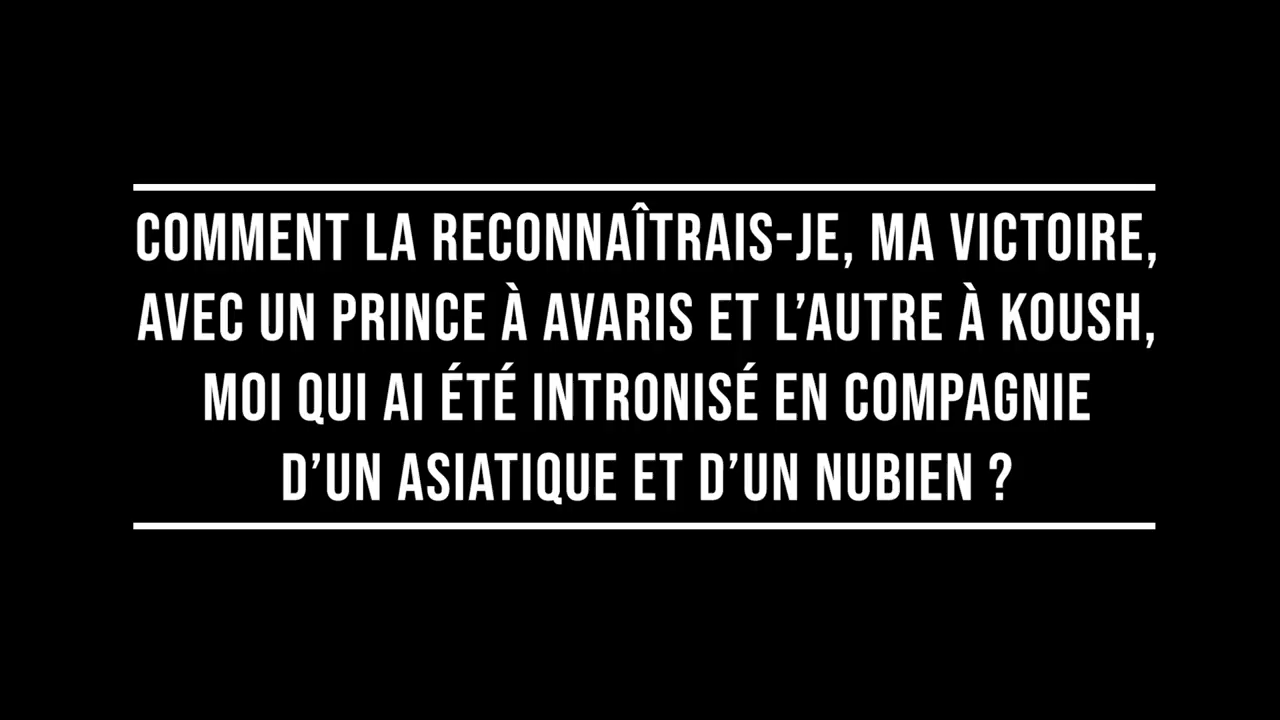 COMMENT LA RECONNAÎTRAIS-JE, MA VICTOIRE,
AVEC UN PRINCE À AVARIS ET L’AUTRE À KOUSH,
MOI QUI AI ÉTÉ INTRONISÉ EN COMPAGNIE
D’UN ASIATIQUE ET D’UN NUBIEN ?